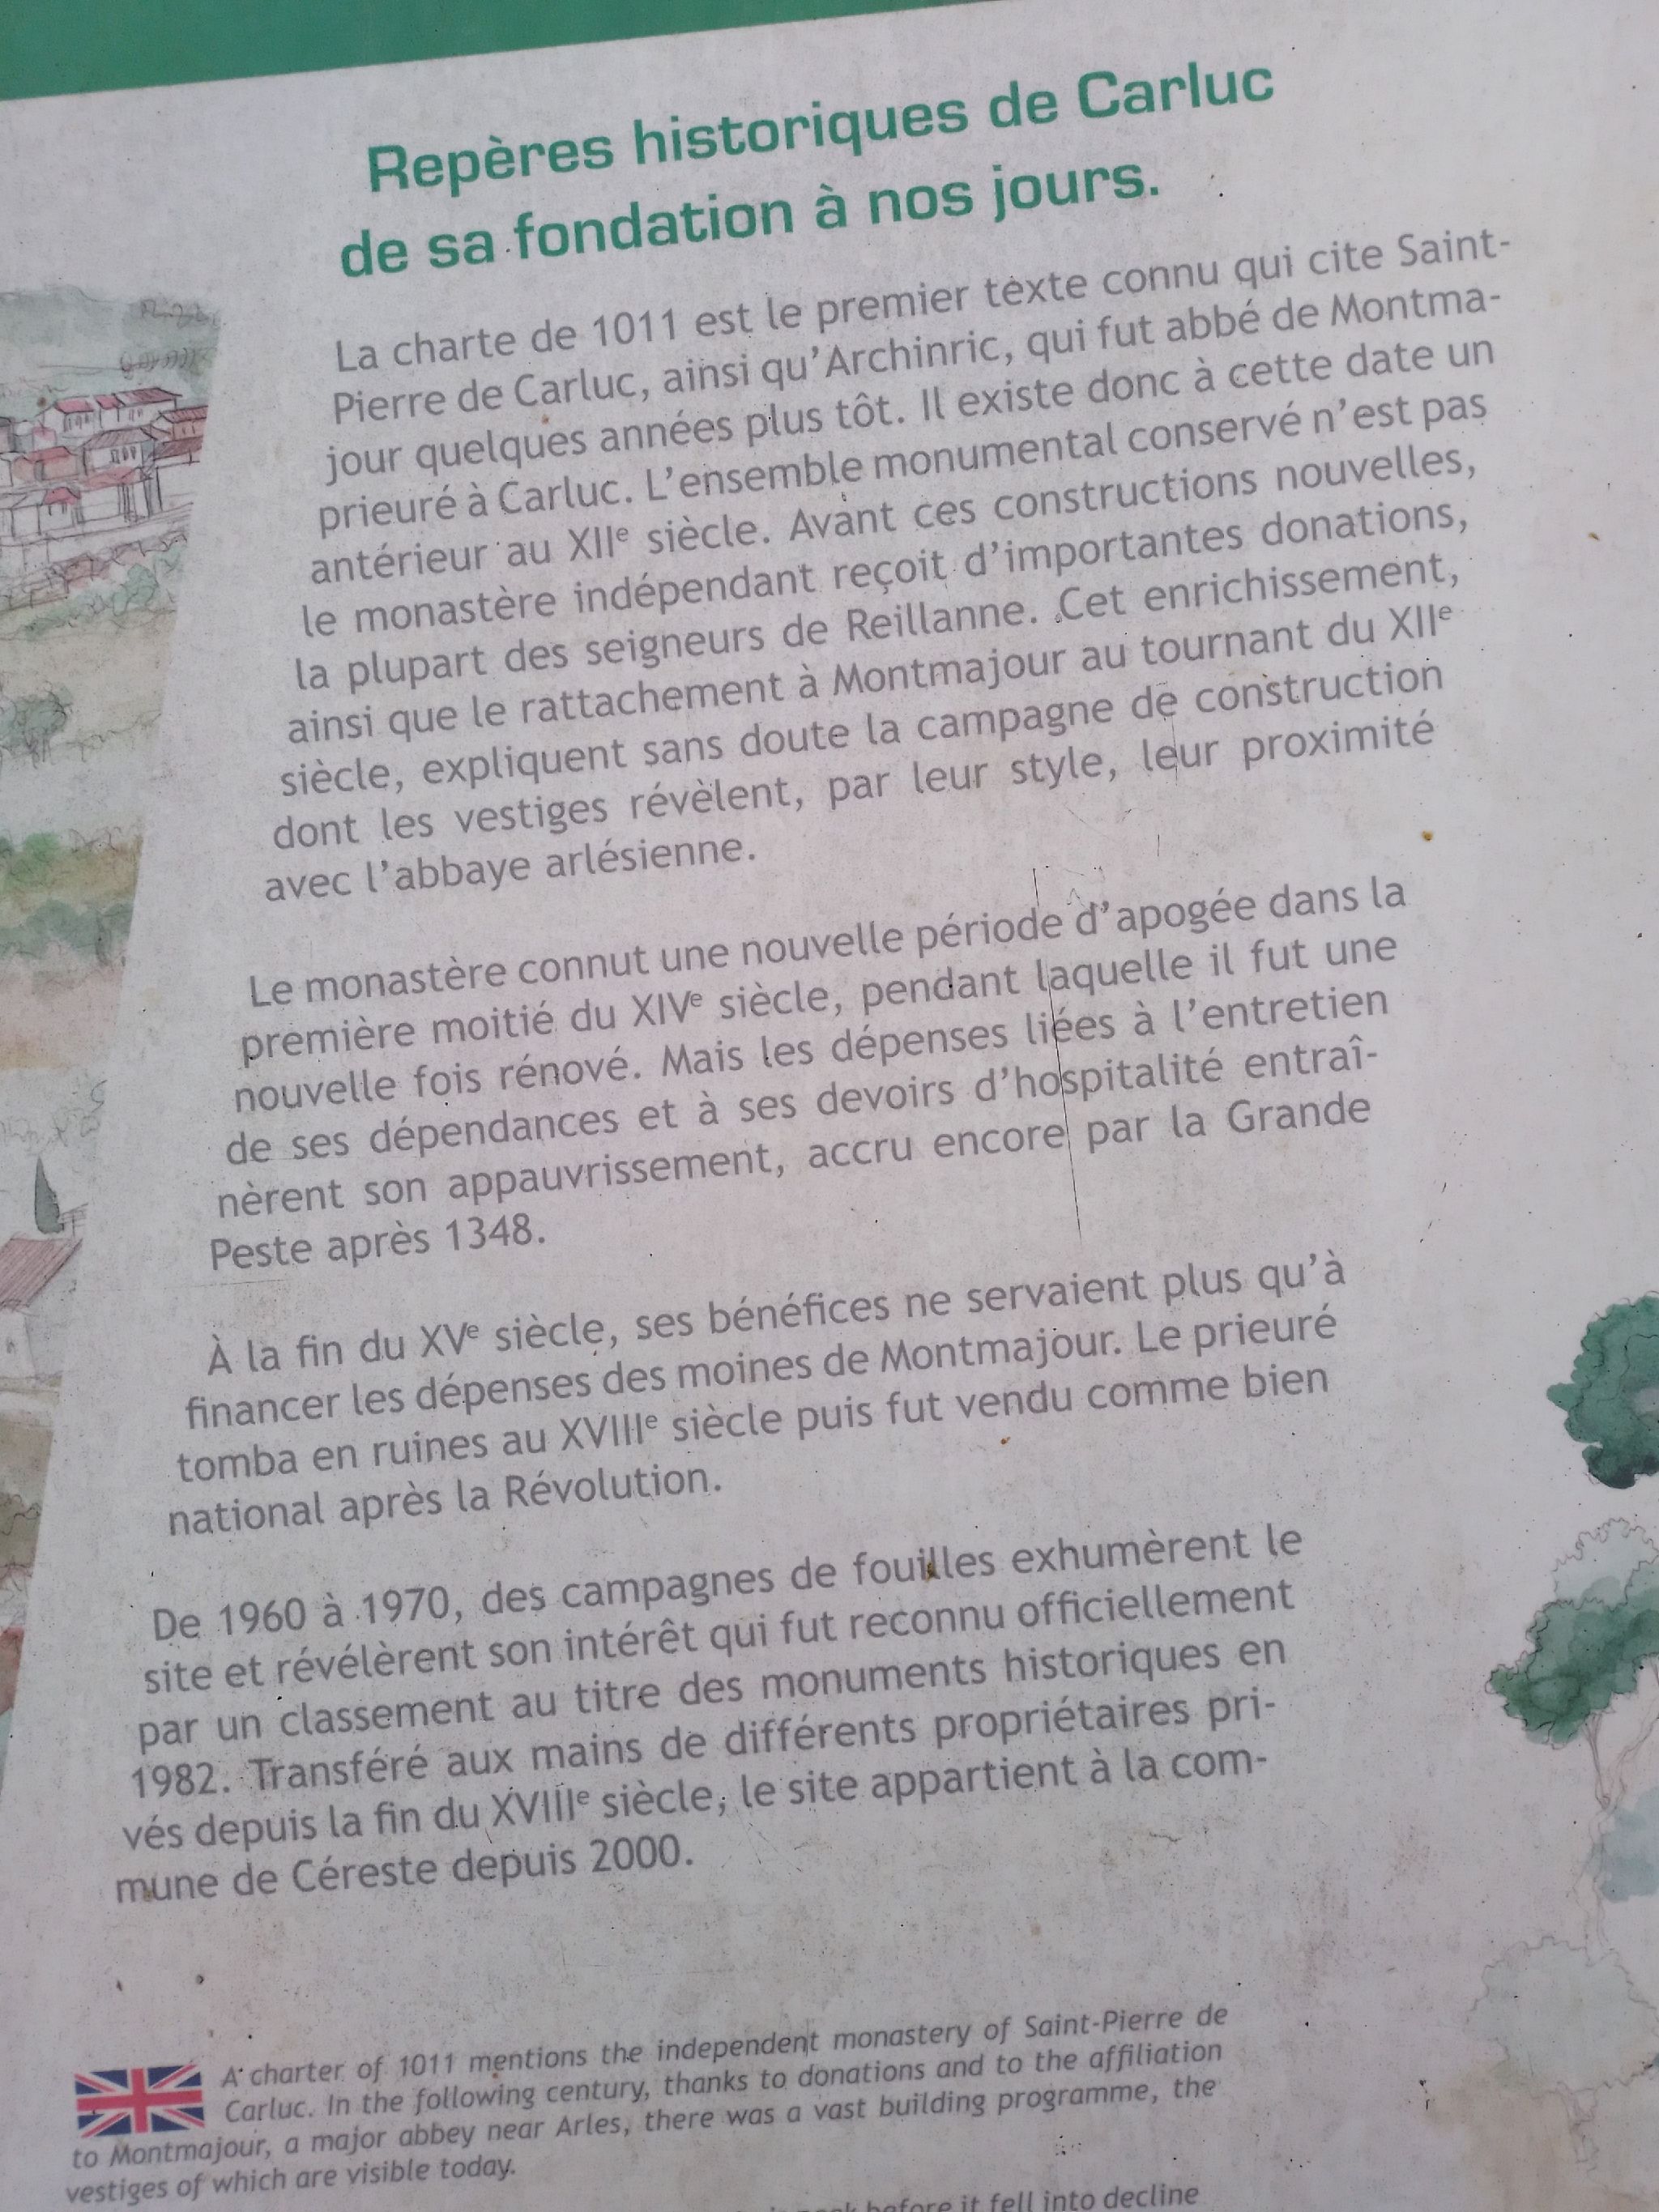 Repères historiques de Carluc
de sa fondation à nos jours.
La charte de 1011 est le premier texte connu qui cite Saint-
Pierre de Carluc, ainsi qu'Archinric, qui fut abbé de Montma-
jour quelques années plus tôt. Il existe donc à cette date un
prieuré à Carluc. L'ensemble monumental conservé n'est pas
antérieur au XIIe siècle. Avant ces constructions nouvelles,
le monastère indépendant reçoit d'importantes donations,
la plupart des seigneurs de Reillanne. Cet enrichissement,
ainsi que le rattachement à Montmajour au tournant du XIIe
siècle, expliquent sans doute la campagne de construction
dont les vestiges révèlent, par leur style, leur proximité
avec l'abbaye arlésienne.
Le monastère connut une nouvelle période d'apogée dans la
première moitié du XIVe siècle, pendant laquelle il fut une
nouvelle fois rénové. Mais les dépenses liées à l'entretien
de ses dépendances et à ses devoirs d'hospitalité entraî-
nèrent son appauvrissement, accru encore par la Grande
Peste après 1348.
À la fin du XVe siècle, ses bénéfices ne servaient plus qu'à
financer les dépenses des moines de Montmajour. Le prieuré
tomba en ruines au XVIIIe siècle puis fut vendu comme bien
national après la Révolution.
De 1960 à 1970, des campagnes de fouilles exhumèrent le
site et révélèrent son intérêt qui fut reconnu officiellement
par un classement au titre des monuments historiques en
1982. Transféré aux mains de différents propriétaires pri-
vés depuis la fin du XVIIIe siècle, le site appartient à la com-
mune de Céreste depuis 2000.
A charter of 1011 mentions the independent monastery of Saint-Pierre de
Carluc. In the following century, thanks to donations and to the affiliation
to Montmajour, a major abbey near Arles, there was a vast building programme, the
vestiges of which are visible today.
before it fell into decline